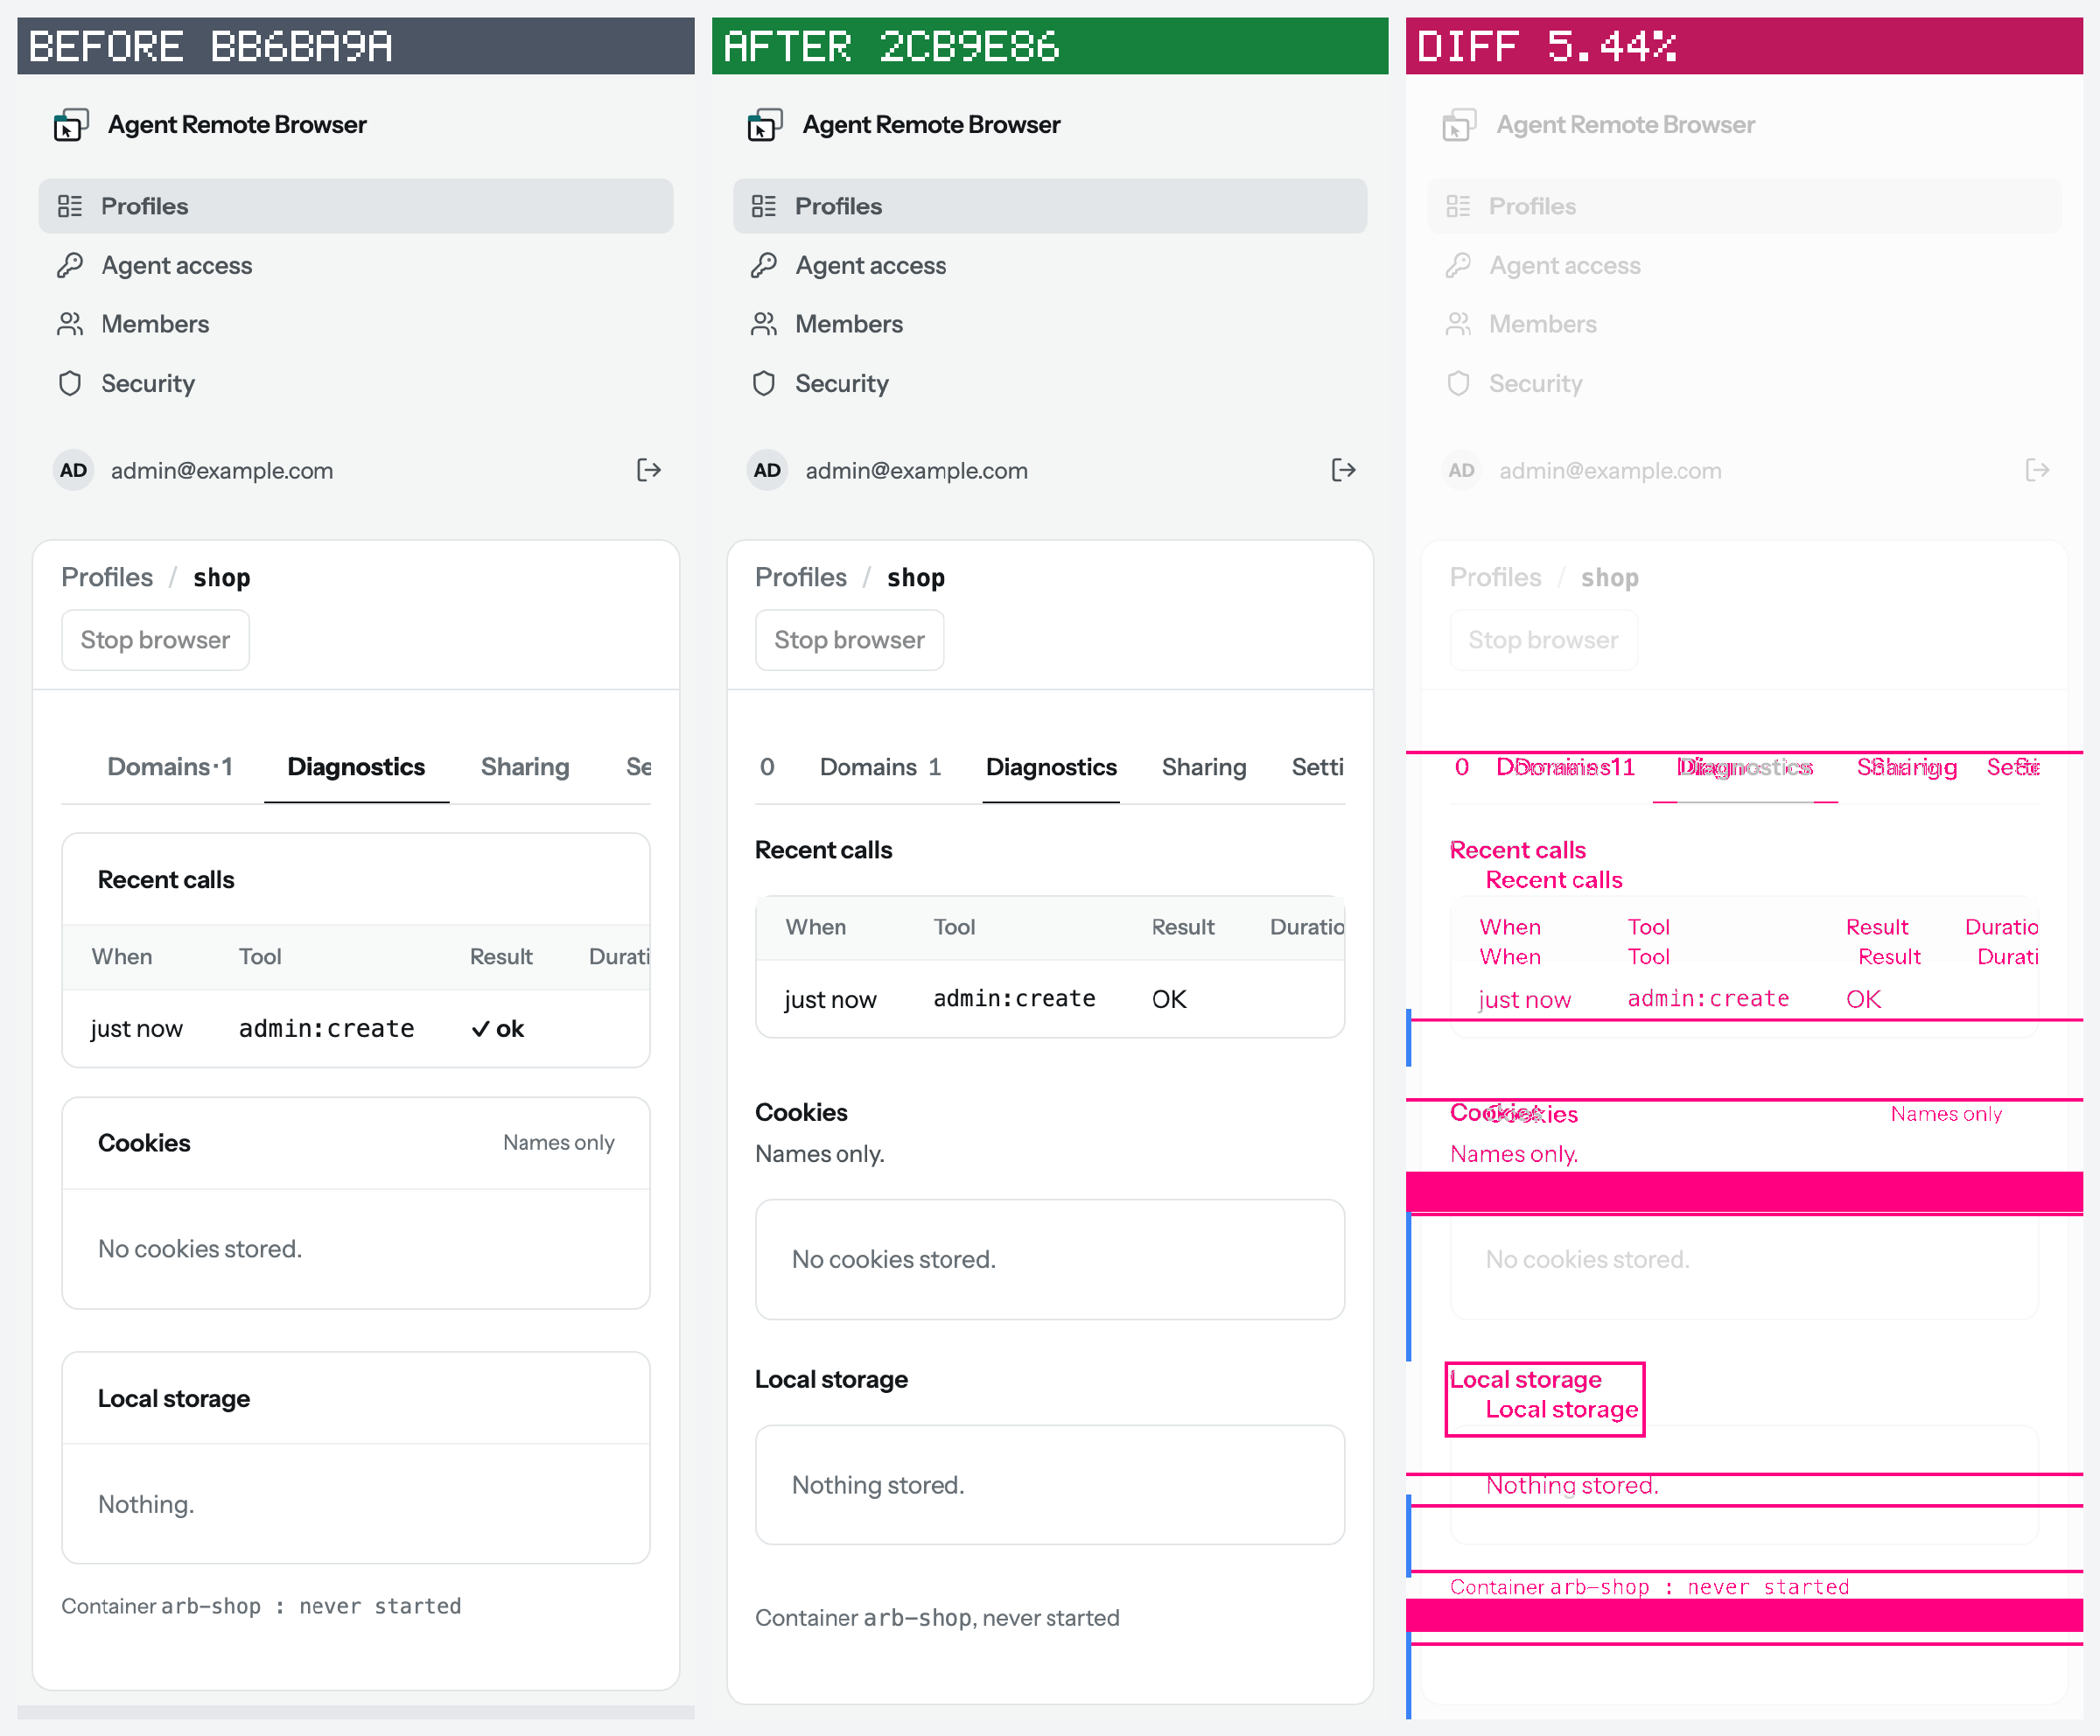 BEFORE BB6BA9A
Agent Remote Browser
Profiles
Agent access
Members
Security
AD admin@example.com
Profiles / shop
Stop browser
Domains·1 Diagnostics Sharing Se
Recent calls
When Tool Result Durati
just now admin:create ✓ ok
Cookies Names only
No cookies stored.
Local storage
Nothing.
Container arb-shop : never started
AFTER 2CB9E86
Agent Remote Browser
Profiles
Agent access
Members
Security
AD admin@example.com
Profiles / shop
Stop browser
0 Domains 1 Diagnostics Sharing Setti
Recent calls
When Tool Result Duratio
just now admin:create OK
Cookies
Names only.
No cookies stored.
Local storage
Nothing stored.
Container arb-shop, never started
DIFF 5.44%
Agent Remote Browser
Profiles
Agent access
Members
Security
AD admin@example.com
Profiles / shop
Stop browser
0
Recent calls
Recent calls
When Tool Result Duratio
When Tool Result Durati
just now admin:create OK
Names only
Names only.
No cookies stored.
Local storage
Local storage
Nothing stored.
Container arb-shop : never started